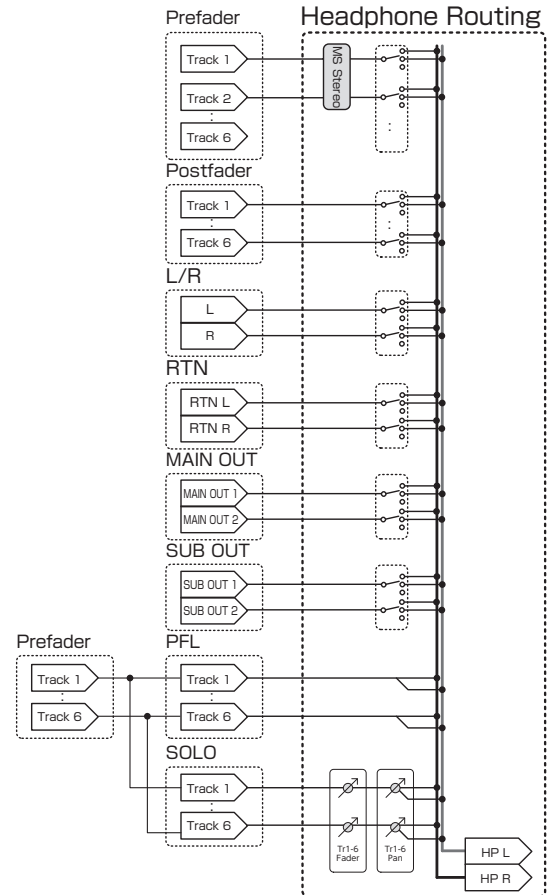 Headphone Routing
Prefader
Track 1
MS Stereo
Track 2
:
Track 6
:
Postfader
Track 1
:
Track 6
:
L/R
L
R
RTN
RTN L
RTN R
MAIN OUT
MAIN OUT 1
MAIN OUT 2
SUB OUT
SUB OUT 1
SUB OUT 2
Prefader
Track 1
:
Track 6
PFL
Track 1
:
Track 6
SOLO
Track 1
:
Track 6
Tr1-6
Fader
Tr1-6
Pan
HP L
HP R